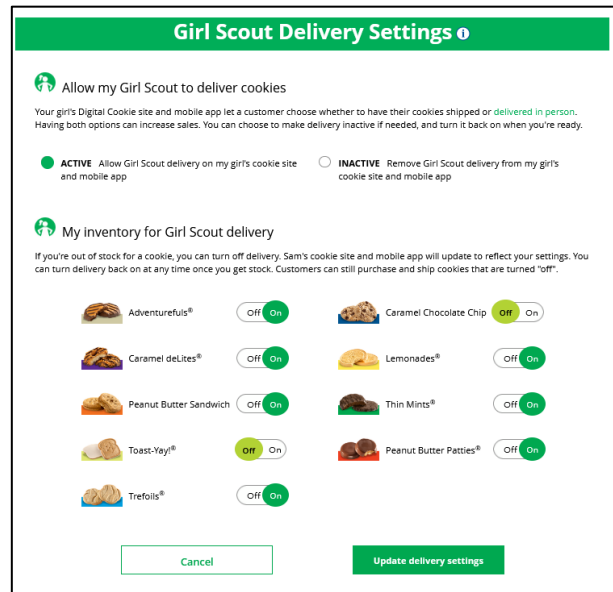 Girl Scout Delivery Settings i
Allow my Girl Scout to deliver cookies
Your girl's Digital Cookie site and mobile app let a customer choose whether to have their cookies shipped or delivered in person.
Having both options can increase sales. You can choose to make delivery inactive if needed, and turn it back on when you're ready.
ACTIVE Allow Girl Scout delivery on my girl's cookie site
and mobile app
INACTIVE Remove Girl Scout delivery from my girl's
cookie site and mobile app
My inventory for Girl Scout delivery
If you're out of stock for a cookie, you can turn off delivery. Sam's cookie site and mobile app will update to reflect your settings. You
can turn delivery back on at any time once you get stock. Customers can still purchase and ship cookies that are turned "off".
Adventurefuls® Off On
Caramel Chocolate Chip Off On
Caramel deLites® Off On
Lemonades® Off On
Peanut Butter Sandwich Off On
Thin Mints® Off On
Toast-Yay!® Off On
Peanut Butter Patties® Off On
Trefoils® Off On
Cancel
Update delivery settings